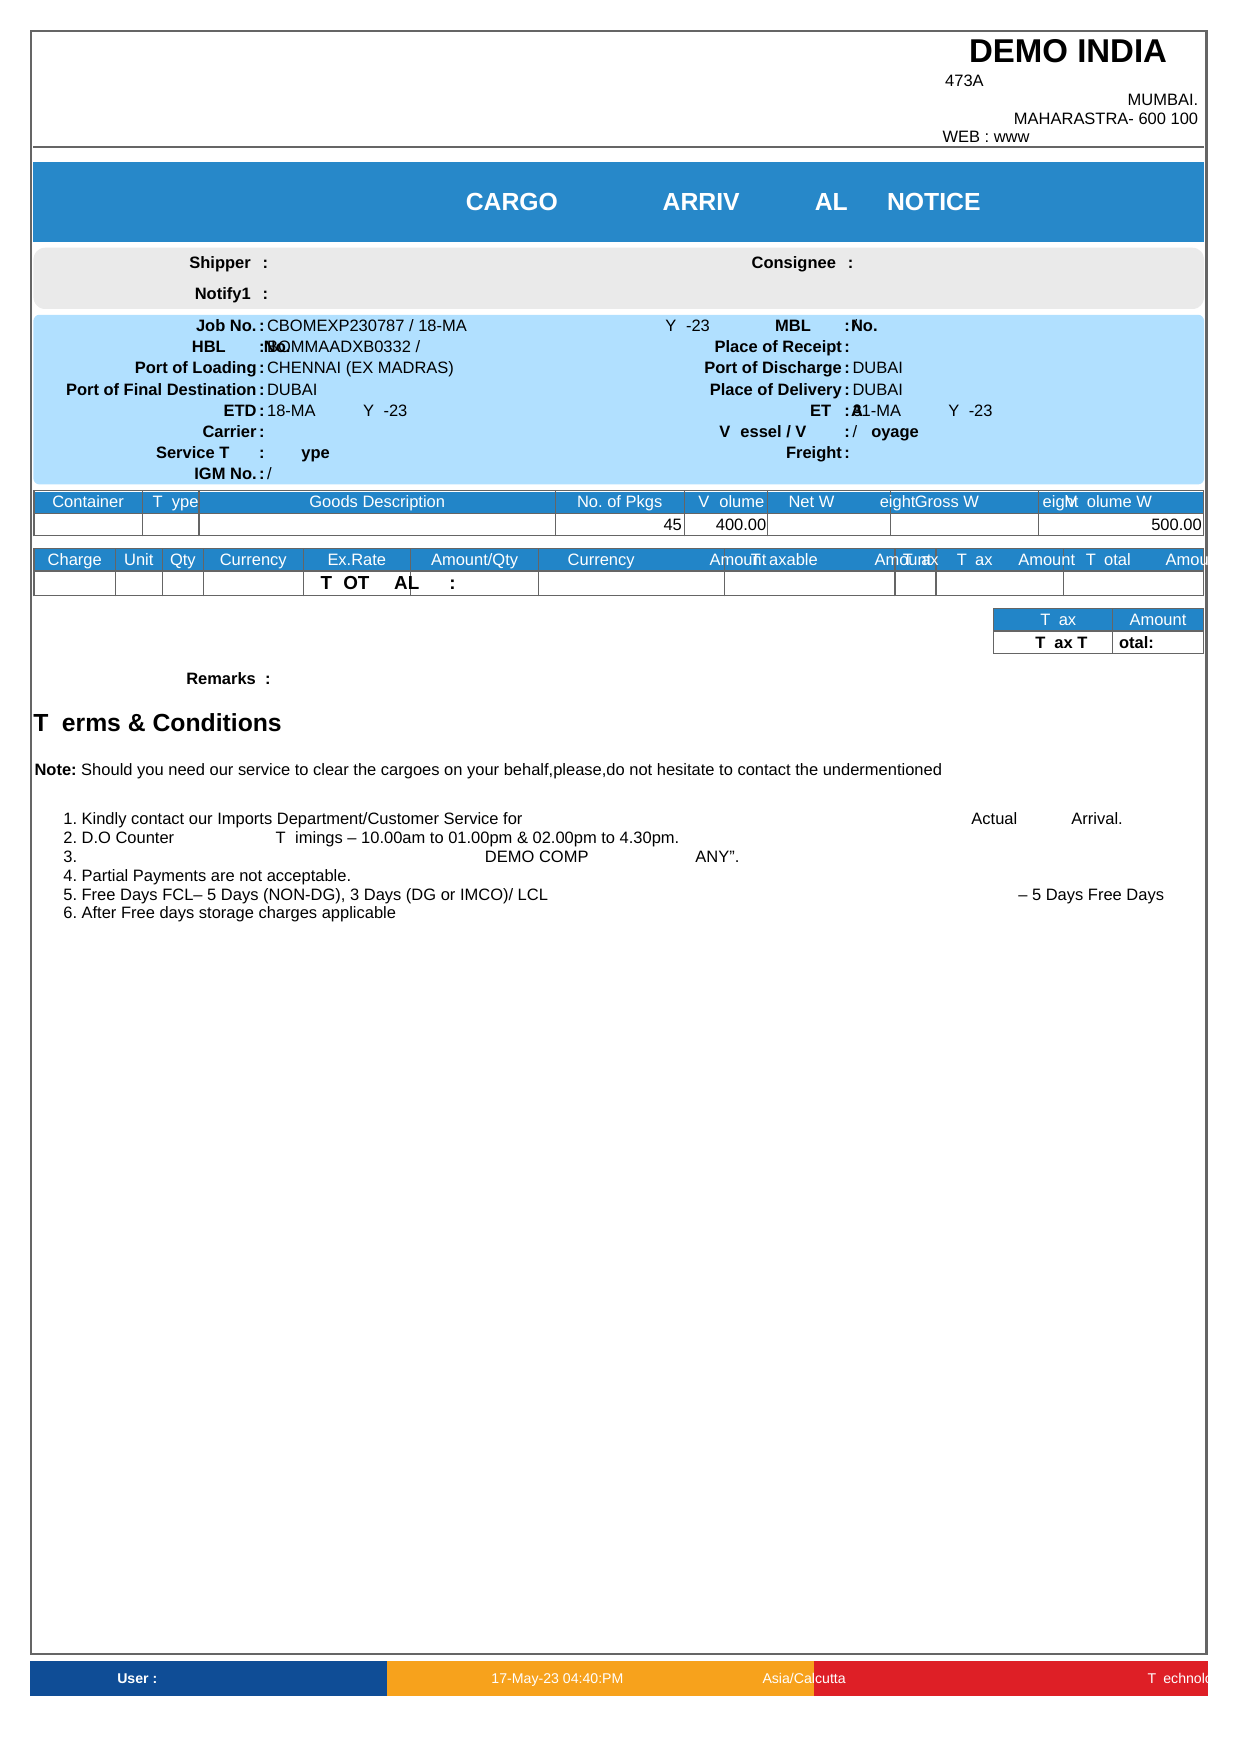 DEMO INDIA
473A
MUMBAI.
MAHARASTRA- 600 100
WEB : www
CARGO ARRIV AL NOTICE
Shipper : Consignee :
Notify1 :
Job No. : CBOMEXP230787 / 18-MA Y -23 MBL No. : /
HBL No. : BOMMAADXB0332 / Place of Receipt :
Port of Loading : CHENNAI (EX MADRAS) Port of Discharge : DUBAI
Port of Final Destination : DUBAI Place of Delivery : DUBAI
ETD : 18-MA Y -23 ET A : 31-MA Y -23
Carrier : V essel / V oyage : /
Service T ype : Freight :
IGM No. : /
Container T ype Goods Description No. of Pkgs V olume Net W eight Gross W eight V olume W
45 400.00 500.00
Charge Unit Qty Currency Ex.Rate Amount/Qty Currency Amount T axable Amount T ax T ax Amount T otal Amou
T OT AL :
T ax Amount
T ax T otal:
Remarks :
T erms & Conditions
Note: Should you need our service to clear the cargoes on your behalf,please,do not hesitate to contact the undermentioned
1. Kindly contact our Imports Department/Customer Service for Actual Arrival.
2. D.O Counter T imings – 10.00am to 01.00pm & 02.00pm to 4.30pm.
3. DEMO COMP ANY”.
4. Partial Payments are not acceptable.
5. Free Days FCL– 5 Days (NON-DG), 3 Days (DG or IMCO)/ LCL – 5 Days Free Days
6. After Free days storage charges applicable
User : 17-May-23 04:40:PM Asia/Calcutta T echnolo